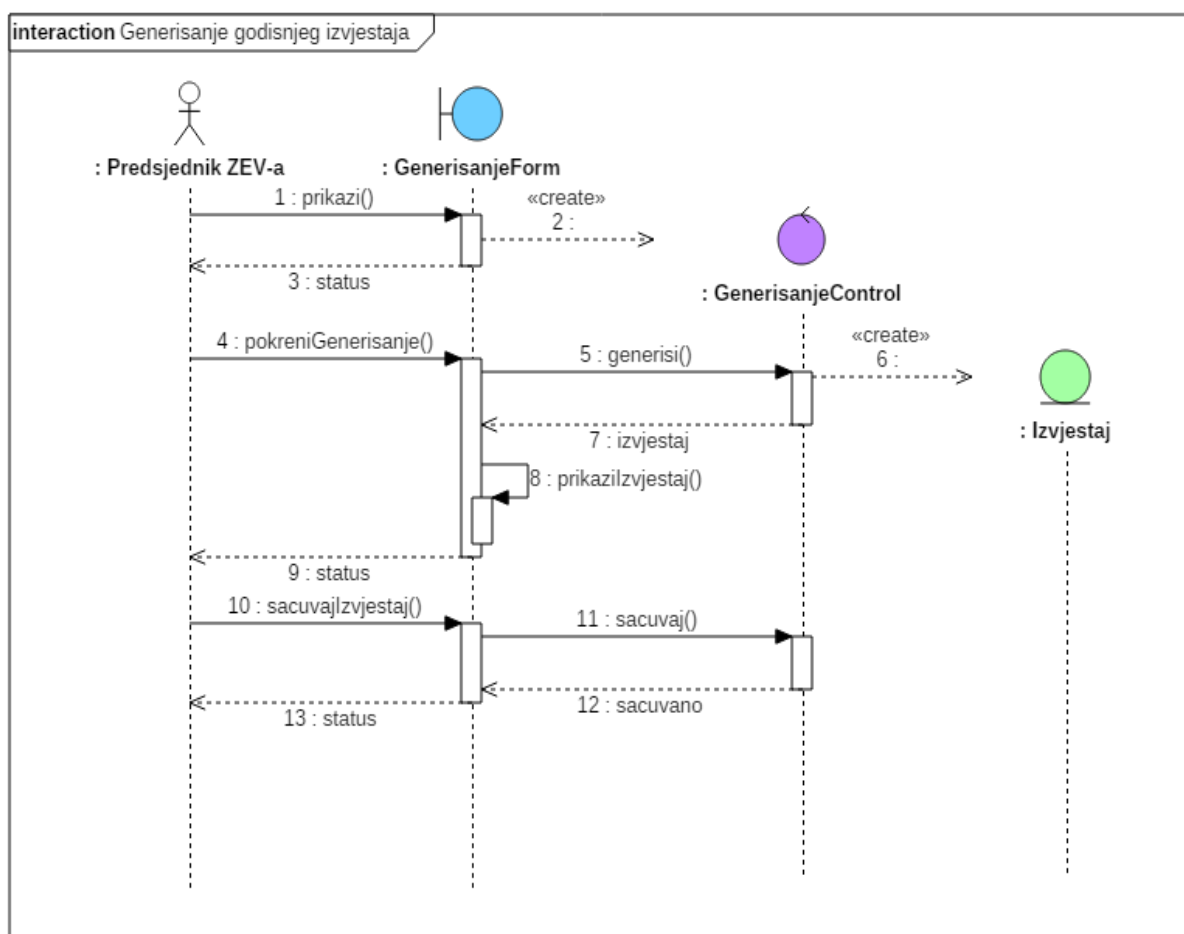 interaction Generisanje godisnjeg izvjestaja
: Predsjednik ZEV-a
: GenerisanjeForm
1 : prikazi()
«create»
2 :
3 : status
: GenerisanjeControl
4 : pokreniGenerisanje()
5 : generisi()
«create»
6 :
7 : izvjestaj
: Izvjestaj
8 : prikaziIzvjestaj()
9 : status
10 : sacuvajIzvjestaj()
11 : sacuvaj()
12 : sacuvano
13 : status